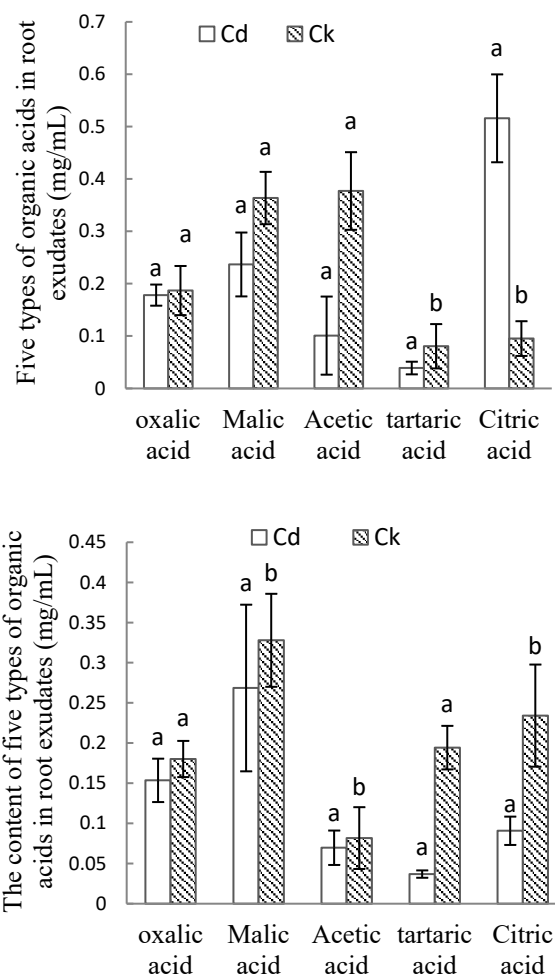 Five types of organic acids in root
exudates (mg/mL)
0.7
0.6
0.5
0.4
0.3
0.2
0.1
0
Cd Ck
a a
a a
a a
a b
a b
oxalic acid
Malic acid
Acetic acid
tartaric acid
Citric acid
The content of five types of organic
acids in root exudates (mg/mL)
0.45
0.4
0.35
0.3
0.25
0.2
0.15
0.1
0.05
0
Cd Ck
a a
a b
a b
a a
a b
oxalic acid
Malic acid
Acetic acid
tartaric acid
Citric acid